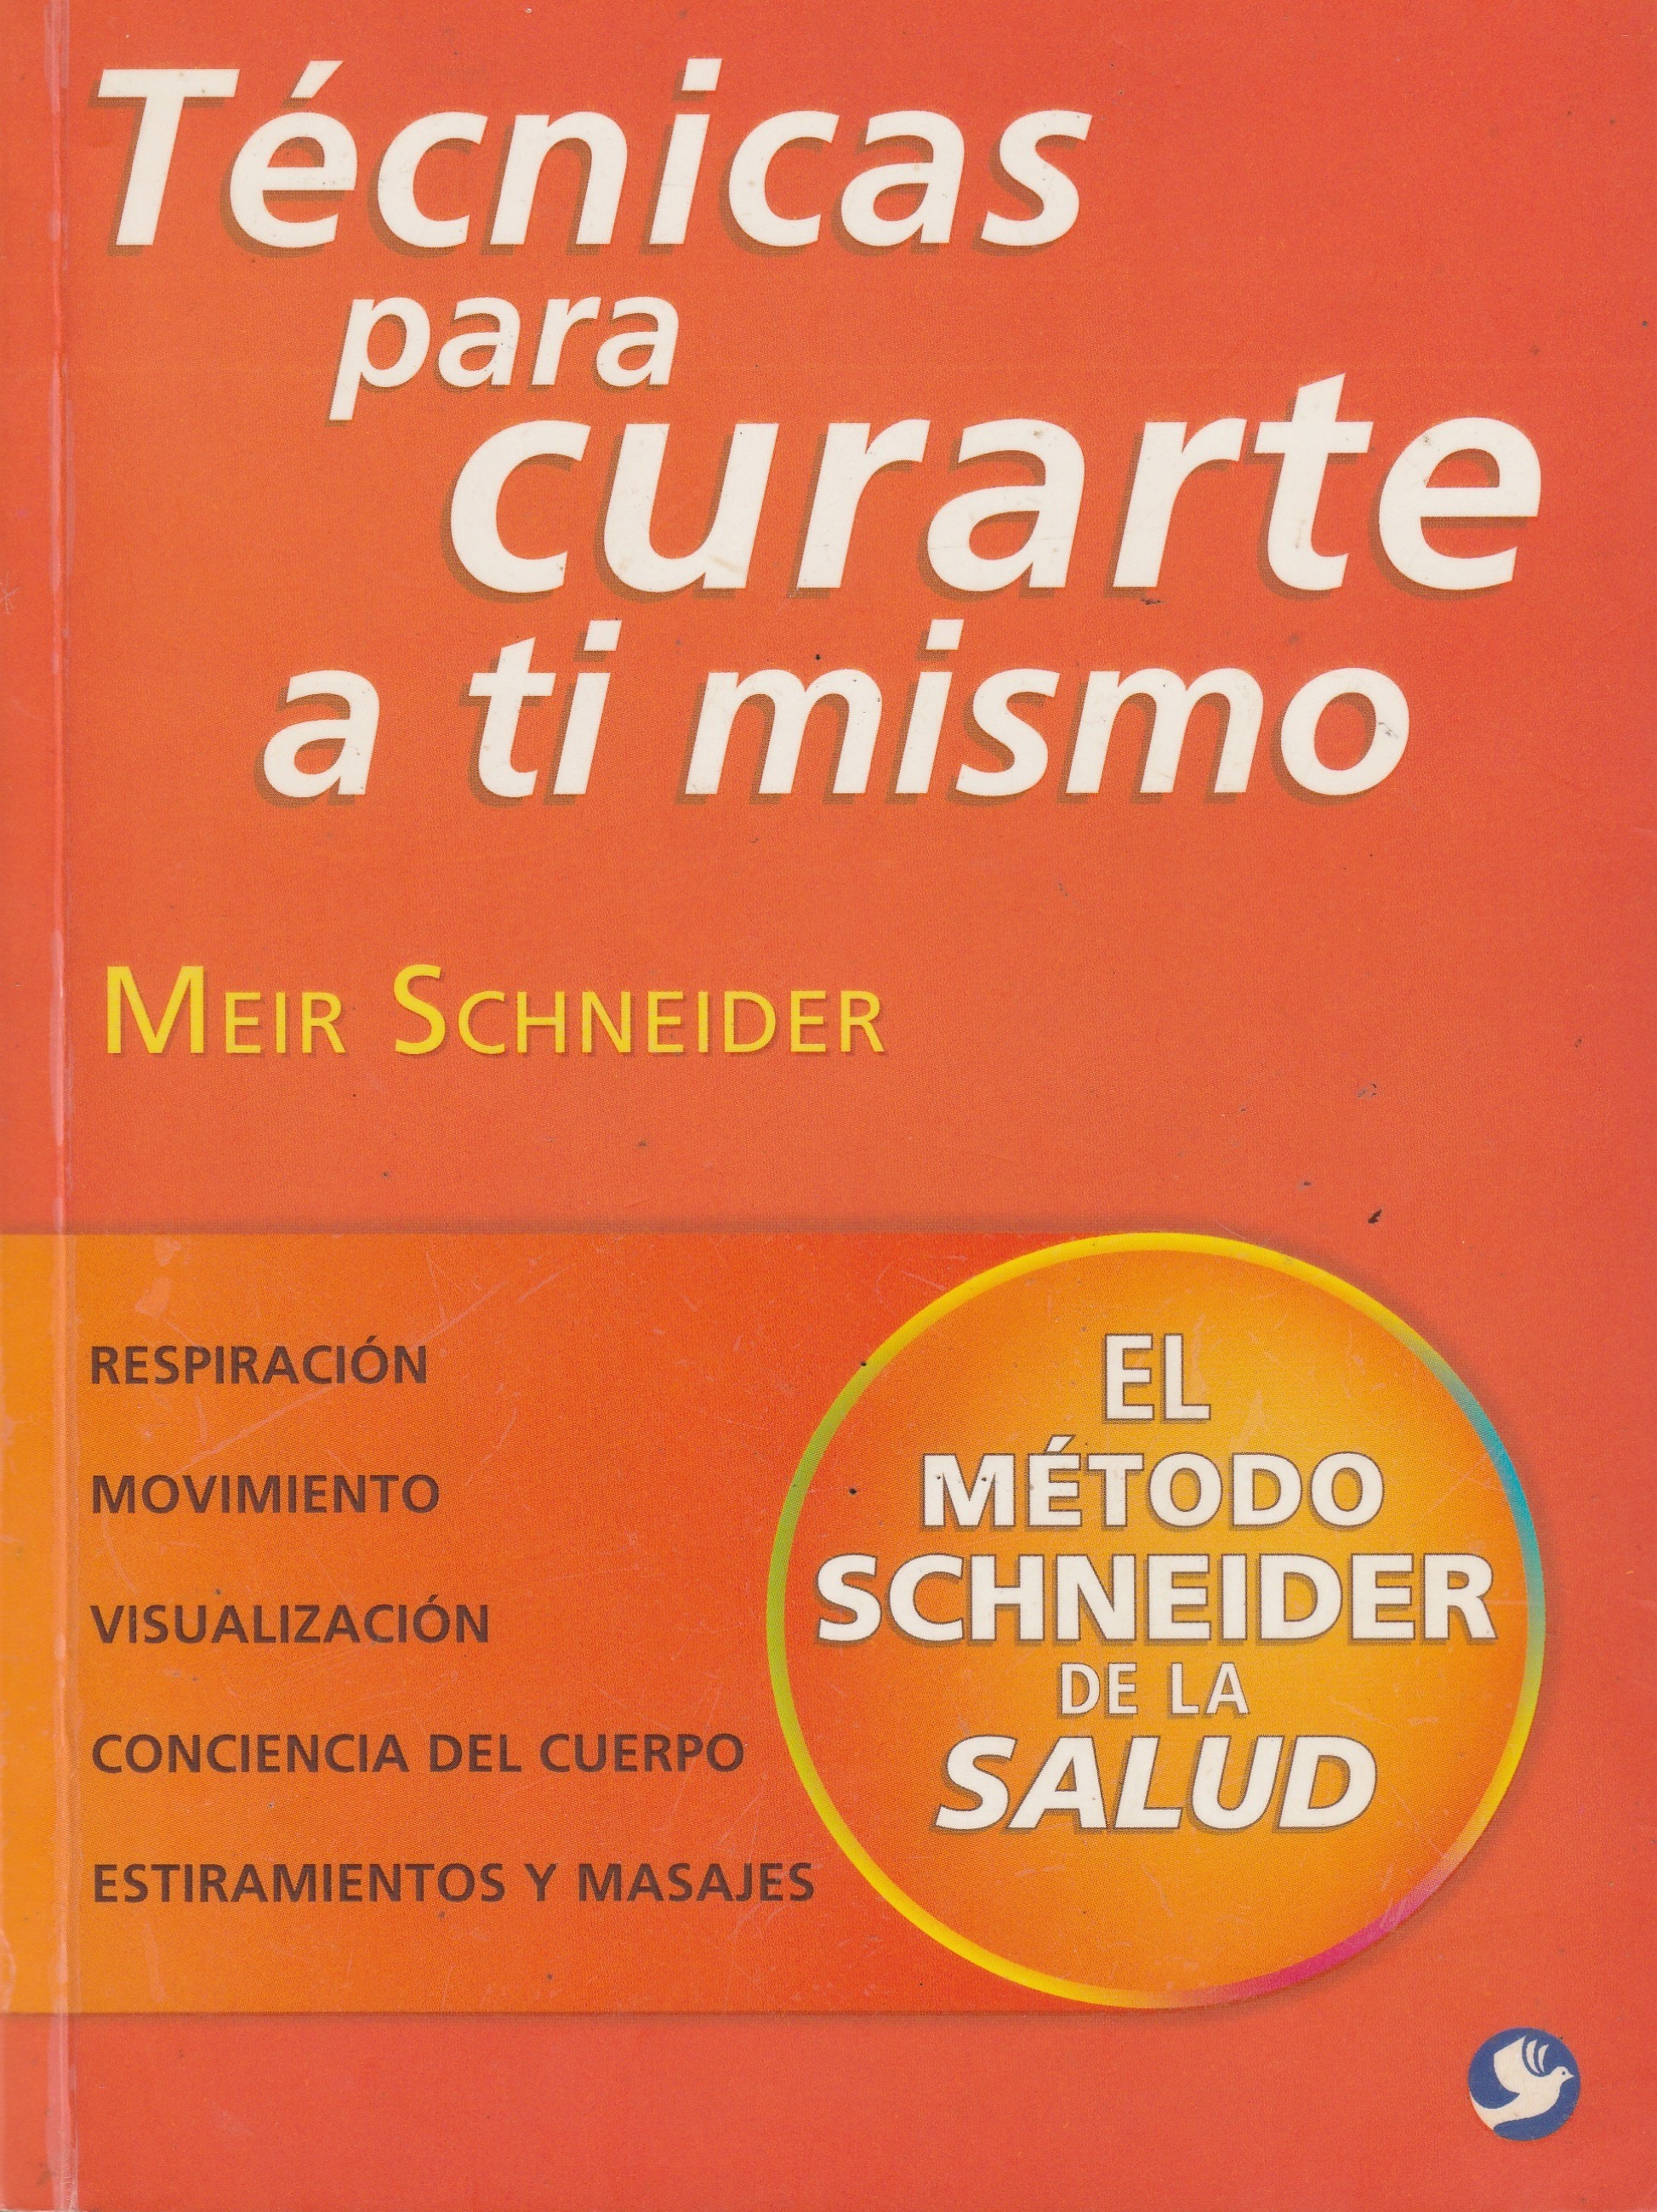 Técnicas
para
curarte
a ti mismo
MEIR SCHNEIDER
RESPIRACIÓN
MOVIMIENTO
VISUALIZACIÓN
CONCIENCIA DEL CUERPO
ESTIRAMIENTOS Y MASAJES
EL
MÉTODO
SCHNEIDER
DE LA
SALUD